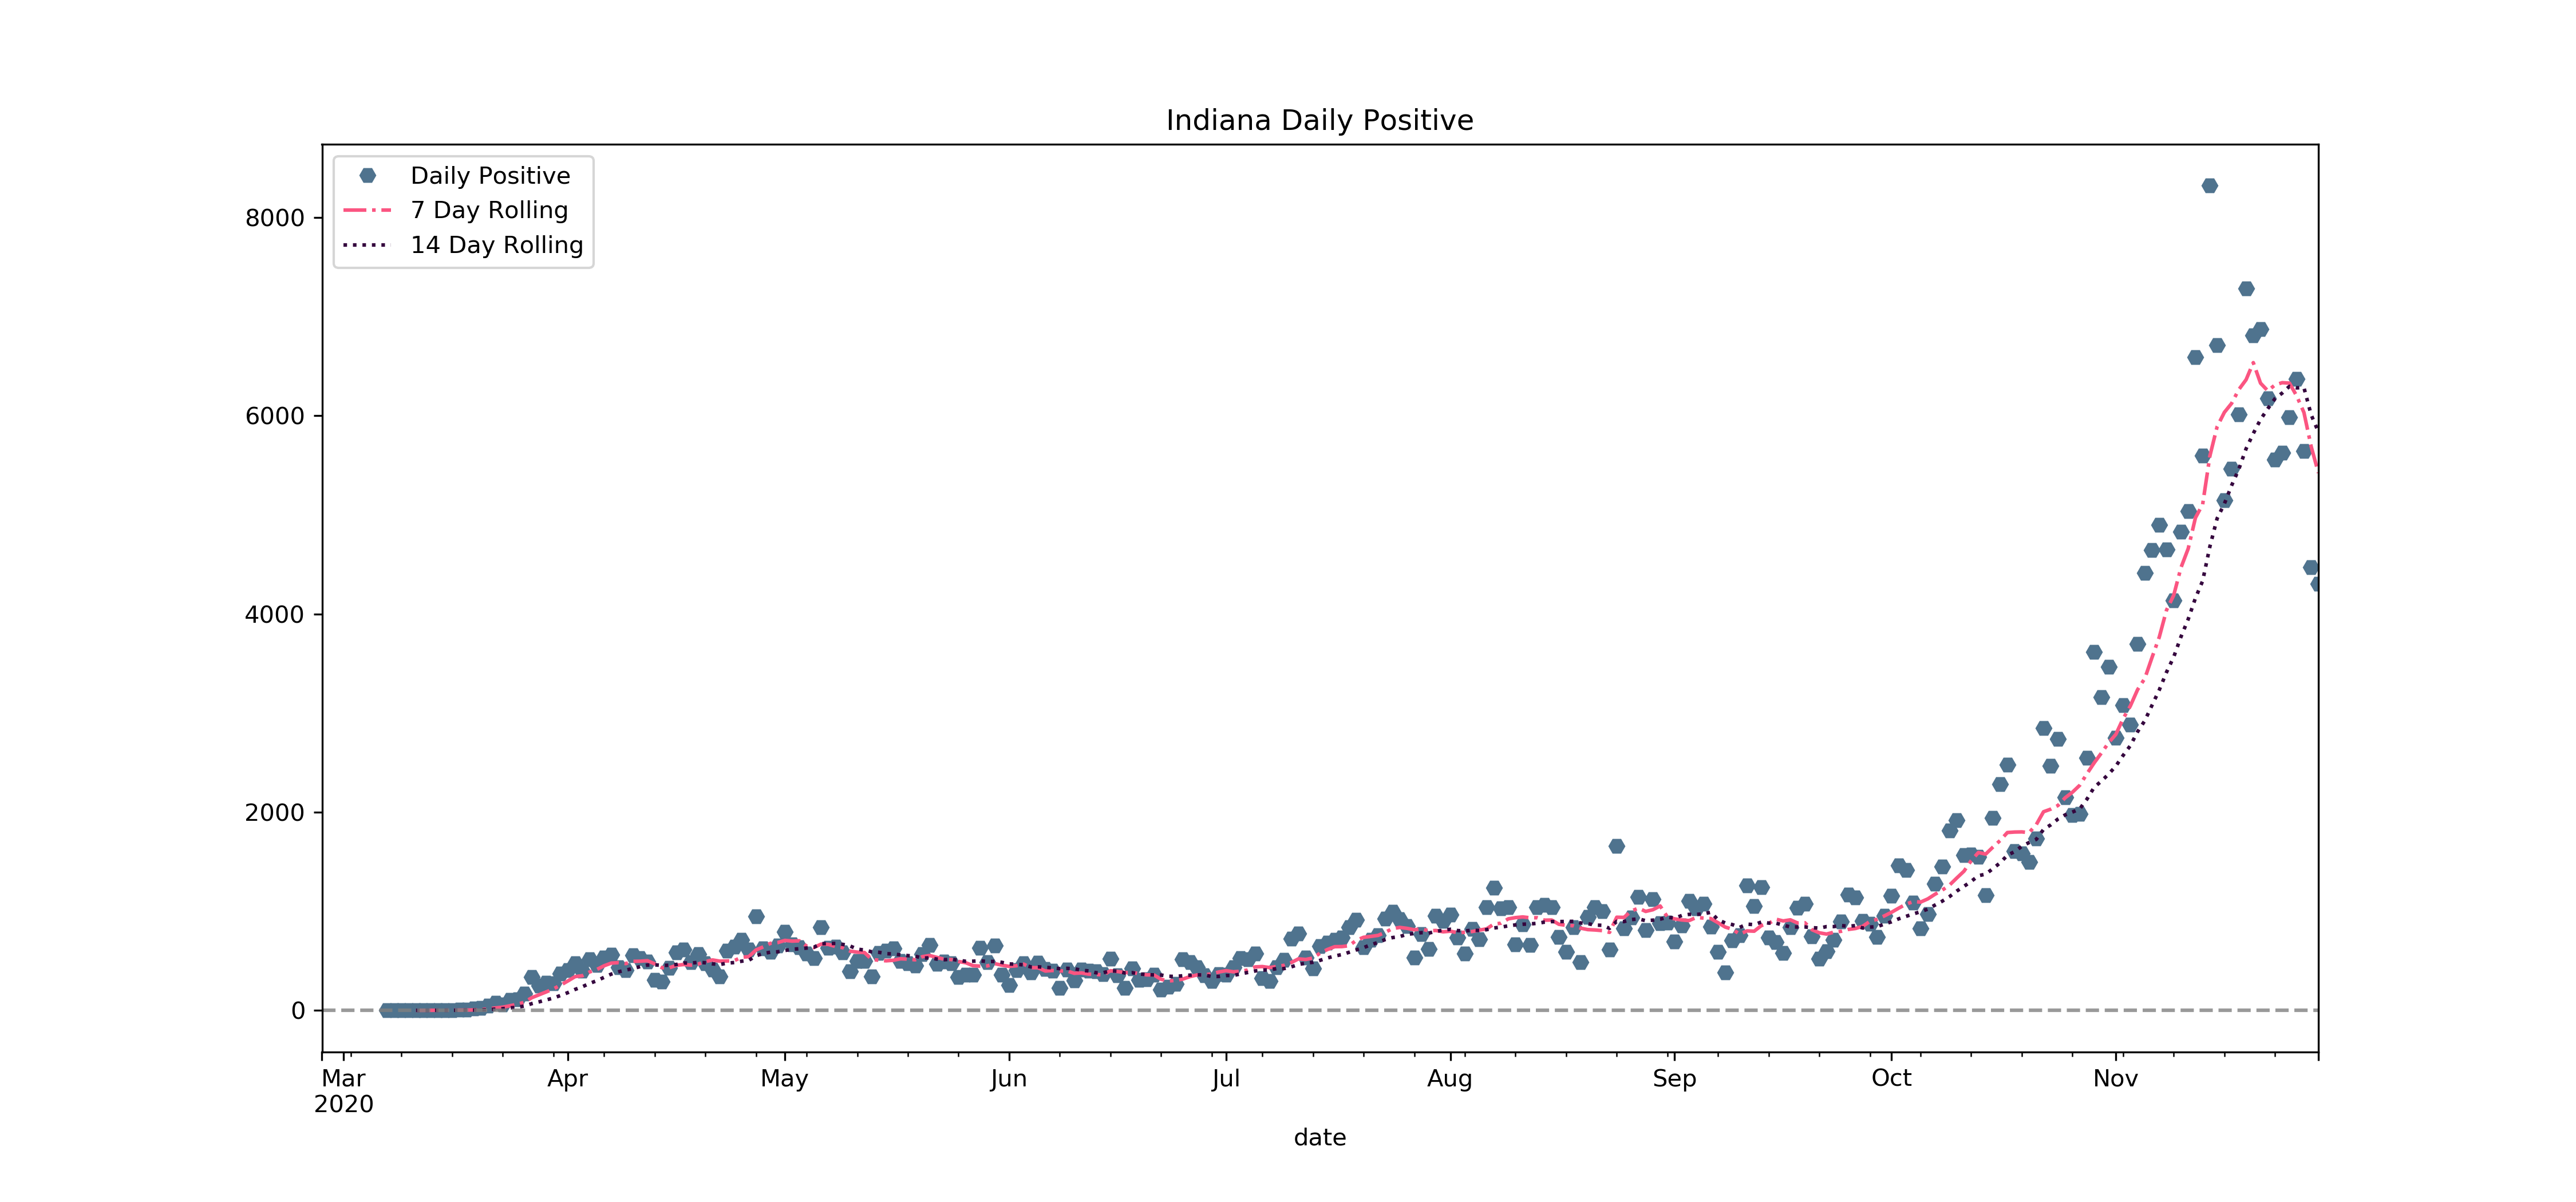 Indiana Daily Positive
Daily Positive
7 Day Rolling
14 Day Rolling
8000
6000
4000
2000
0
Mar Apr May Jun Jul Aug Sep Oct Nov
2020
date